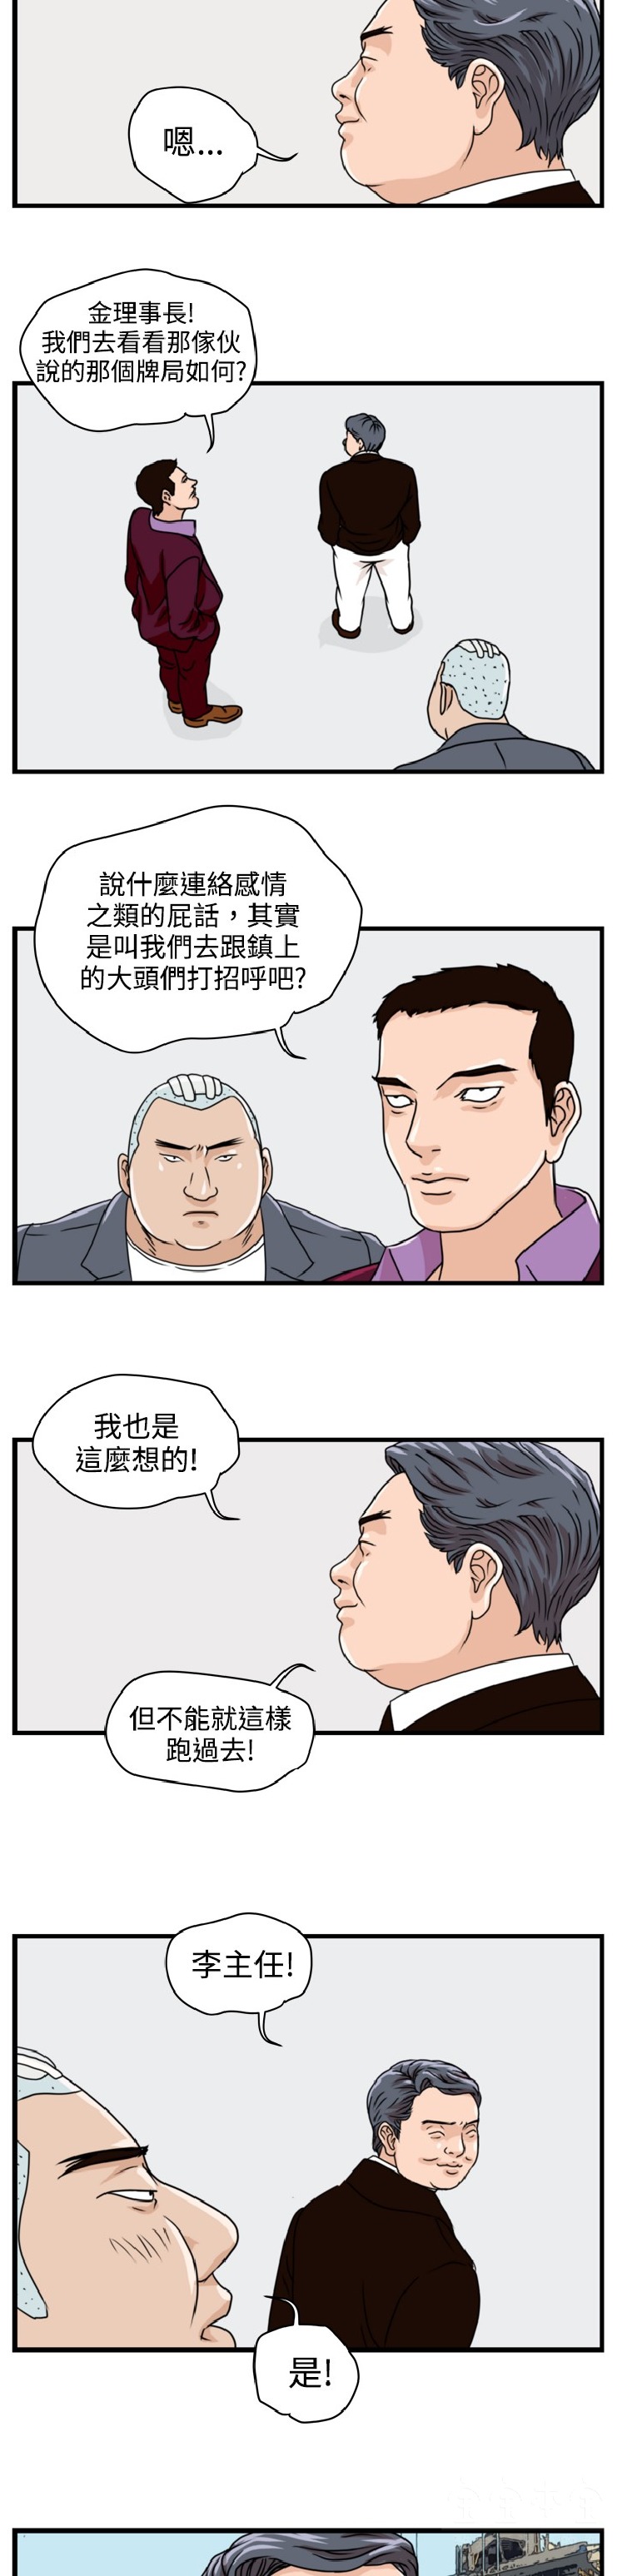 嗯...
金理事長!
我們去看看那傢伙
說的那個牌局如何?
說什麼連絡感情
之類的屁話，其實
是叫我們去跟鎮上
的大頭們打招呼吧?
我也是
這麼想的!
但不能就這樣
跑過去!
李主任!
是!